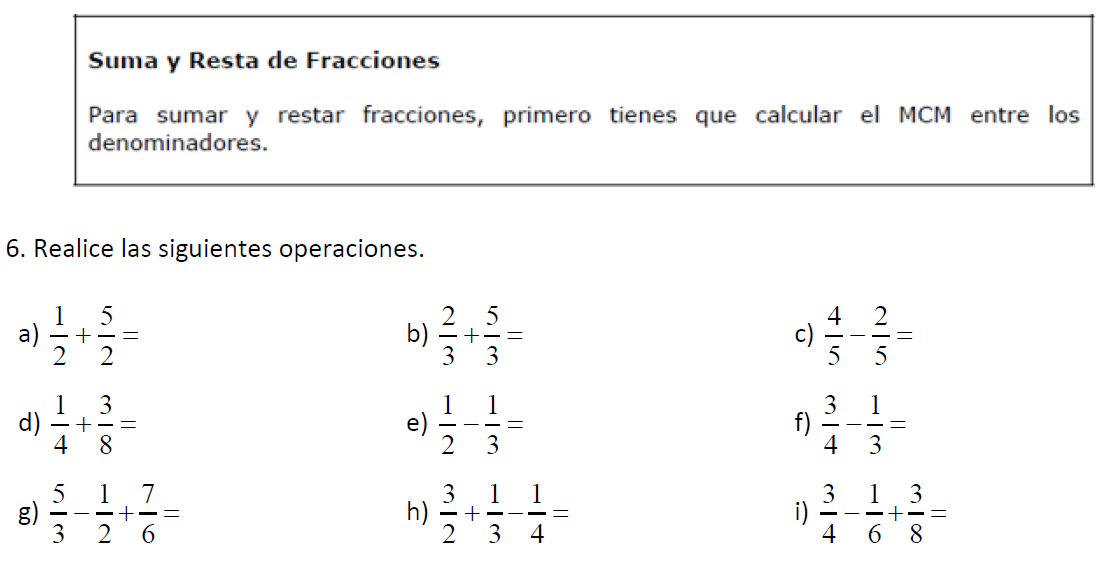 Suma y Resta de Fracciones
Para sumar y restar fracciones, primero tienes que calcular el MCM entre los
denominadores.
6. Realice las siguientes operaciones.
a) 1/2 + 5/2 =
b) 2/3 + 5/3 =
c) 4/5 − 2/5 =
d) 1/4 + 3/8 =
e) 1/2 − 1/3 =
f) 3/4 − 1/3 =
g) 5/3 − 1/2 + 7/6 =
h) 3/2 + 1/3 − 1/4 =
i) 3/4 − 1/6 + 3/8 =